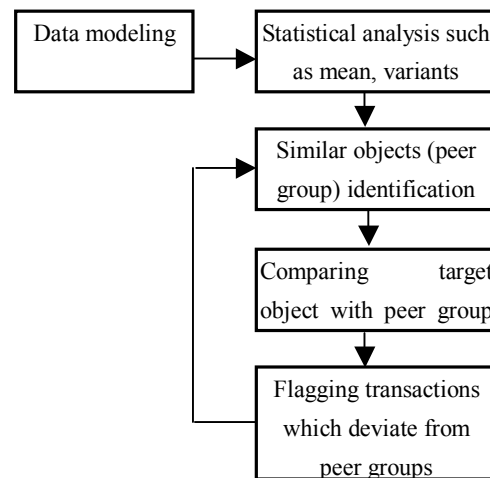 Data modeling
Statistical analysis such
as mean, variants
Similar objects (peer
group) identification
Comparing target
object with peer group
Flagging transactions
which deviate from
peer groups